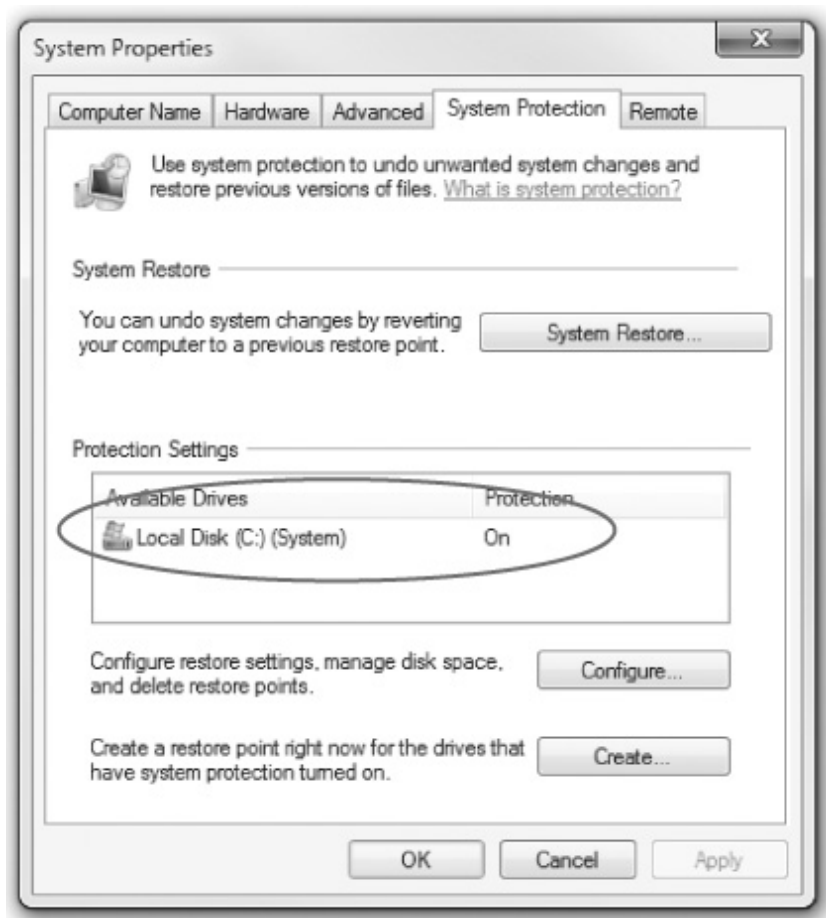 System Properties
Computer Name Hardware Advanced System Protection Remote
Use system protection to undo unwanted system changes and
restore previous versions of files. What is system protection?
System Restore
You can undo system changes by reverting
your computer to a previous restore point.
System Restore...
Protection Settings
Available Drives Protection
Local Disk (C:) (System) On
Configure restore settings, manage disk space,
and delete restore points.
Configure...
Create a restore point right now for the drives that
have system protection turned on.
Create...
OK Cancel Apply